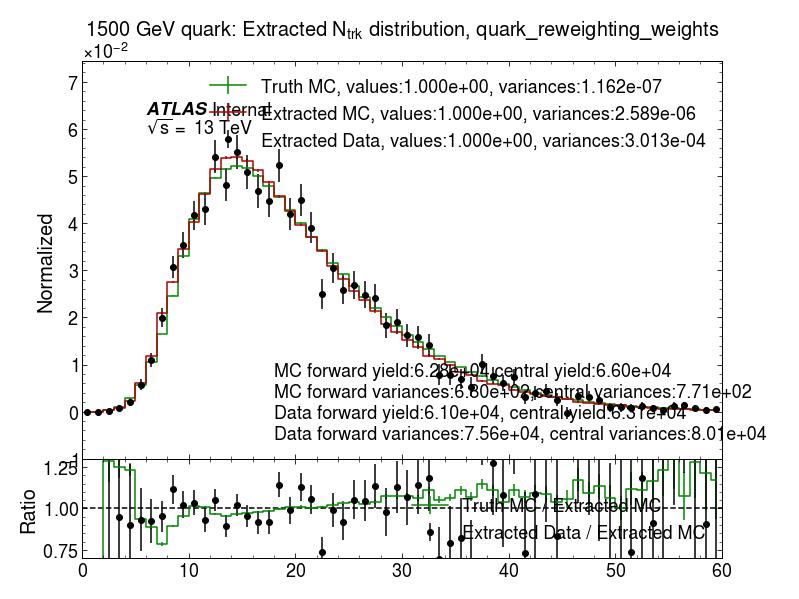 1500 GeV quark: Extracted Ntrk distribution, quark_reweighting_weights
×10−2
Truth MC, values:1.000e+00, variances:1.162e-07
ATLAS Internal
Extracted MC, values:1.000e+00, variances:2.589e-06
√s = 13 TeV
Extracted Data, values:1.000e+00, variances:3.013e-04
Normalized
7
6
5
4
3
2
1
0
MC forward yield:6.28e+04,central yield:6.60e+04
MC forward variances:6.80e+02,central variances:7.71e+02
Data forward yield:6.10e+04, central yield:6.31e+04
Data forward variances:7.56e+04, central variances:8.01e+04
Ratio
1.25
1.00
0.75
Truth MC / Extracted MC
Extracted Data / Extracted MC
0 10 20 30 40 50 60